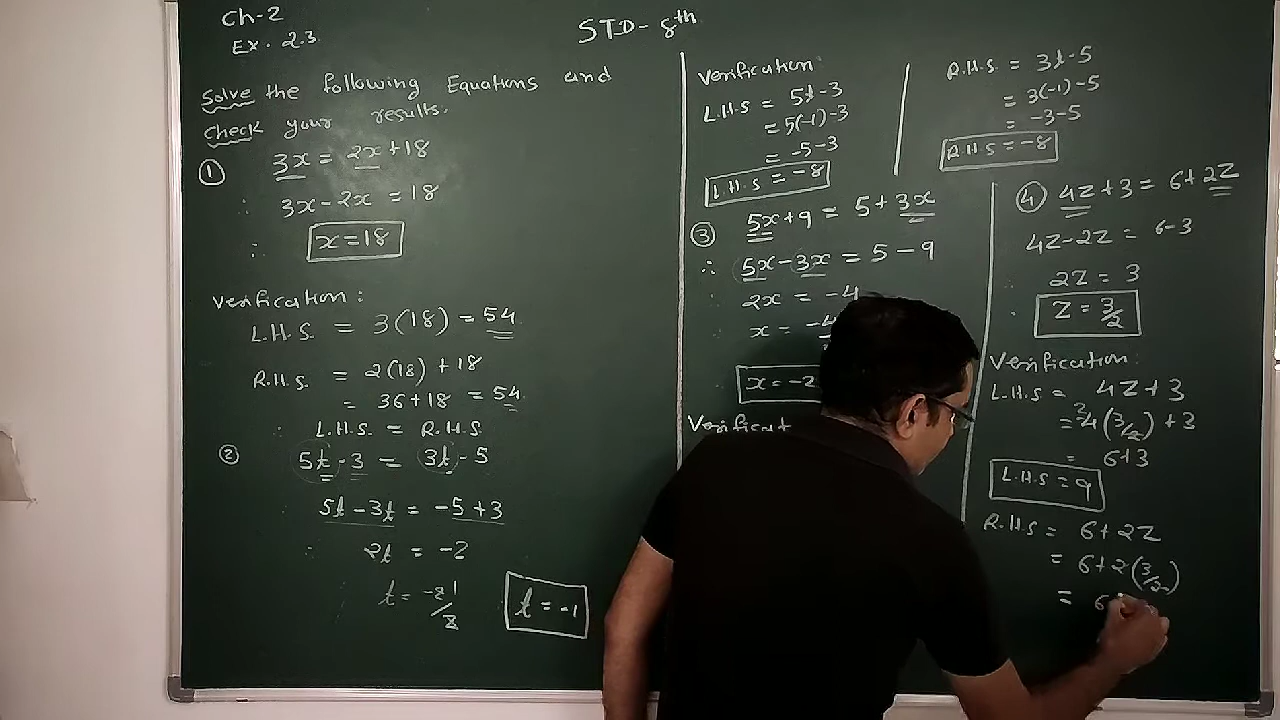 Ch-2
Ex. 2.3
STD- 8th
Solve the following Equations and
Check your results.
① 3x = 2x + 18
∴ 3x - 2x = 18
∴ x = 18
Verification:
L.H.S. = 3(18) = 54
R.H.S. = 2(18) + 18
= 36 + 18 = 54
∴ L.H.S. = R.H.S
② 5t - 3 = 3t - 5
∴ 5t - 3t = -5 + 3
∴ 2t = -2
∴ t = -2/2 1
t = -1
Verification:
L.H.S = 5t - 3
= 5(-1) - 3
= -5 - 3
L.H.S = -8
R.H.S. = 3t - 5
= 3(-1) - 5
= -3 - 5
R.H.S = -8
③ 5x + 9 = 5 + 3x
∴ 5x - 3x = 5 - 9
∴ 2x = -4
∴ x = -4
∴ x = -2
Verificat
④ 4Z + 3 = 6 + 2Z
4Z - 2Z = 6 - 3
∴ 2Z = 3
∴ Z = 3/2
Verification:
L.H.S = 4Z + 3
= 4(3/2) + 3
= 6 + 3
L.H.S = 9
R.H.S = 6 + 2Z
= 6 + 2(3/2)
= 6